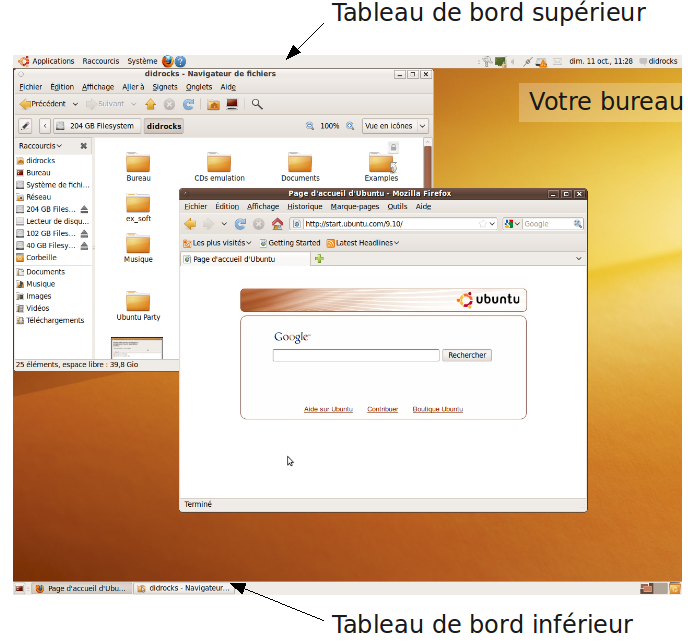 Tableau de bord supérieur
Applications Raccourcis Système dim. 11 oct., 11:28 didrocks
didrocks - Navigateur de fichiers
Fichier Édition Affichage Aller à Signets Onglets Aide
Précédent Suivant
204 GB Filesystem didrocks 100% Vue en icônes
Votre bureau
Raccourcis
didrocks
Bureau
Système de fichi...
Réseau
204 GB Files...
Lecteur de disqu...
102 GB Files...
40 GB Filesy...
Corbeille
Documents
Musique
Images
Vidéos
Téléchargements
Bureau CDs emulation Documents Examples
ex_soft
Musique
Ubuntu Party
25 éléments, espace libre : 39,8 Gio
Page d'accueil d'Ubuntu - Mozilla Firefox
Fichier Édition Affichage Historique Marque-pages Outils Aide
http://start.ubuntu.com/9.10/ Google
Les plus visités Getting Started Latest Headlines
Page d'accueil d'Ubuntu
ubuntu
Google
Rechercher
Aide sur Ubuntu Contribuer Boutique Ubuntu
Terminé
Page d'accueil d'Ubu... didrocks - Navigateur...
Tableau de bord inférieur